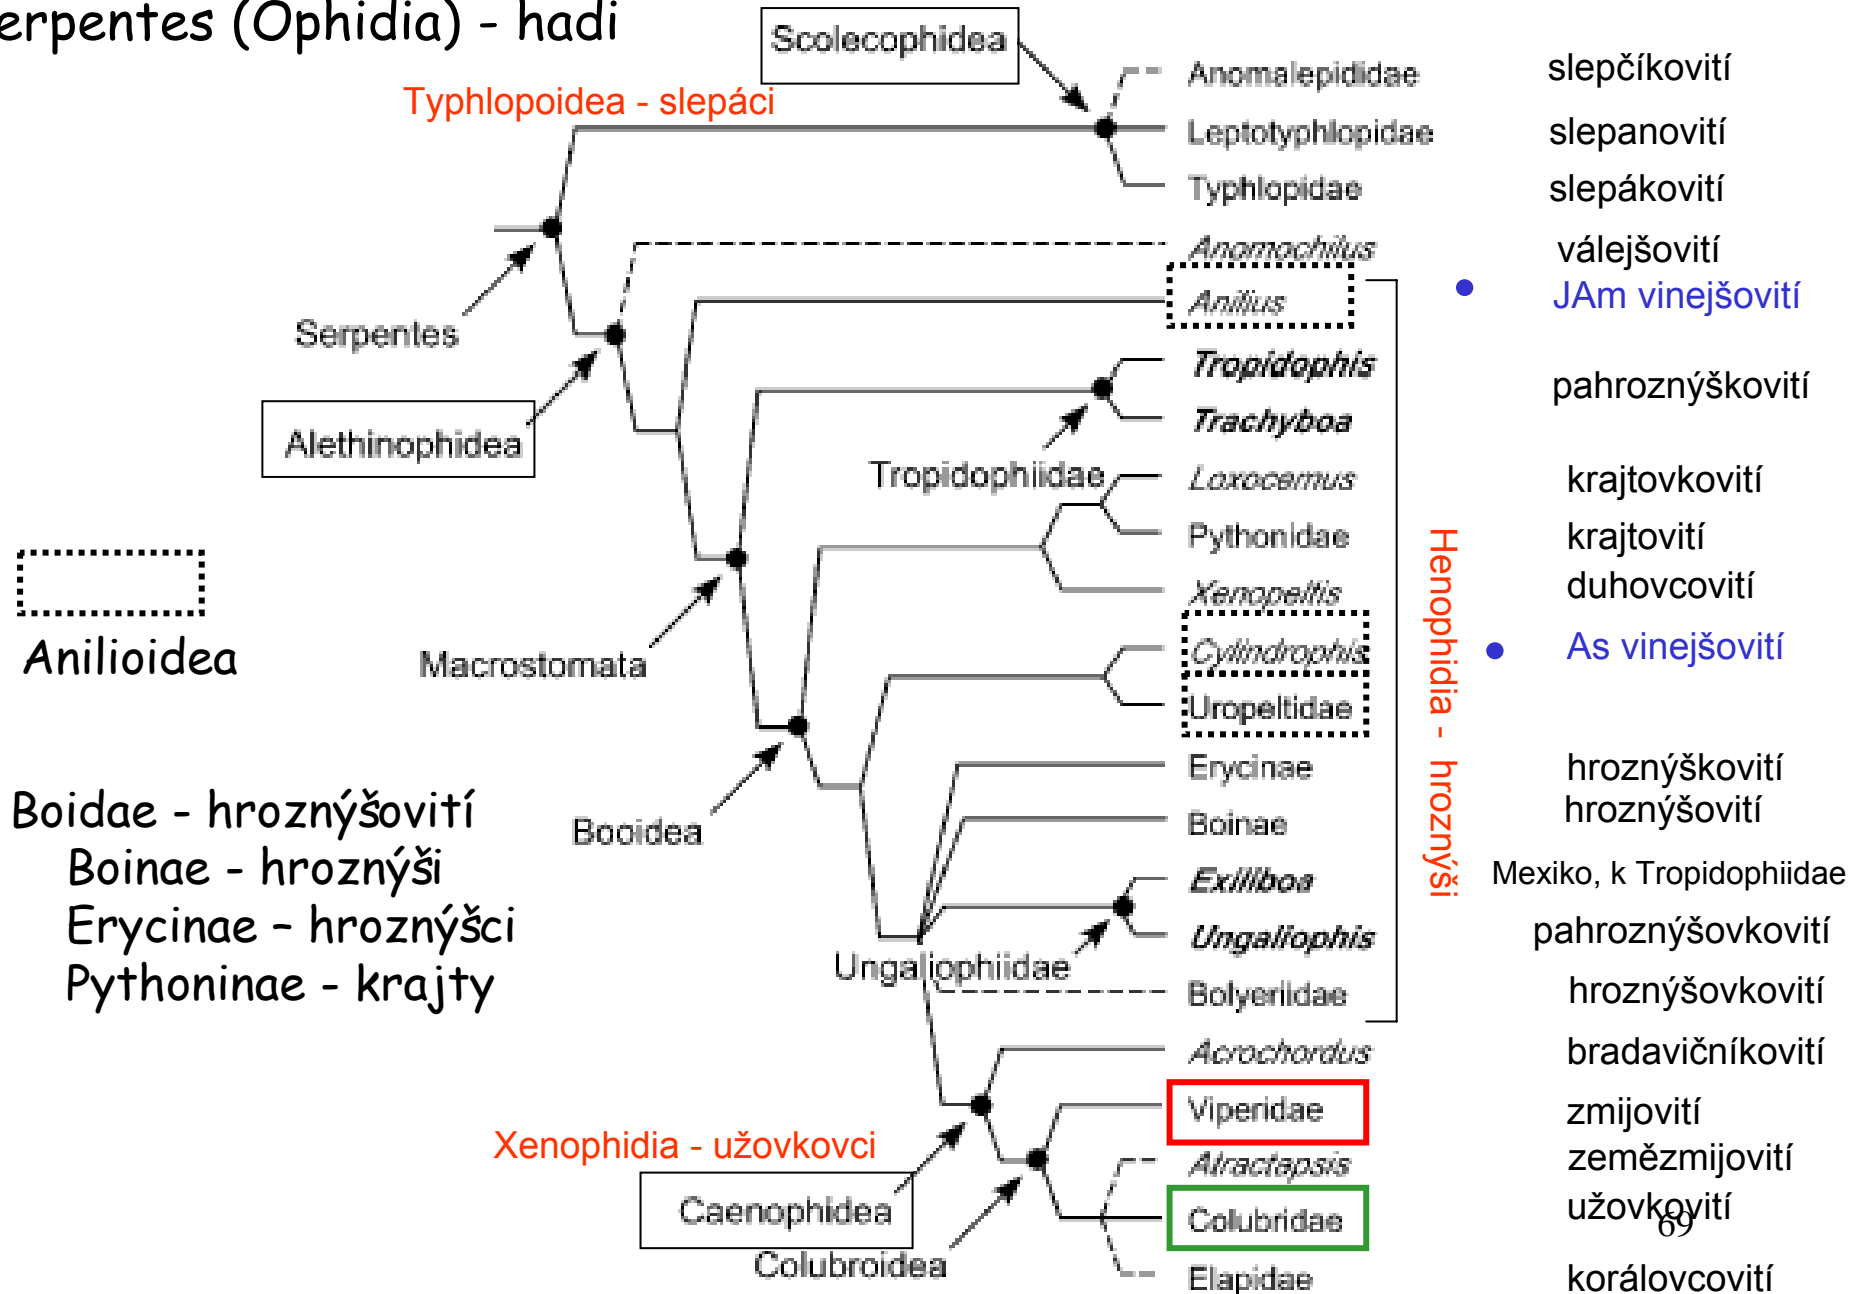 erpentes (Ophidia) - hadi
Scolecophidea
Typhlopoidea - slepáci
Anomalepididae slepčíkovití
Leptotyphlopidae slepanovití
Typhlopidae slepákovití
Anomochilus válejšovití
Anilius JAm vinejšovití
Serpentes
Tropidophis
pahroznýškovití
Trachyboa
Alethinophidea
Tropidophiidae
Loxocemus krajtovkovití
Pythonidae krajtovití
Xenopeltis duhovcovití
Henophidia - hroznýši
Anilioidea
Macrostomata
Cylindrophis As vinejšovití
Uropeltidae
Erycinae hroznýškovití
Boidae - hroznýšovití
Boinae - hroznýši
Erycinae – hroznýšci
Pythoninae - krajty
Booidea
Boinae hroznýšovití
Exiliboa Mexiko, k Tropidophiidae
Ungaliophis pahroznýšovkovití
Ungaliophiidae
Bolyeriidae hroznýšovkovití
Acrochordus bradavičníkovití
Viperidae zmijovití
Xenophidia - užovkovci
Atractapsis zemězmijovití
Caenophidea
Colubridae užovkovití
69
Colubroidea
Elapidae korálovcovití